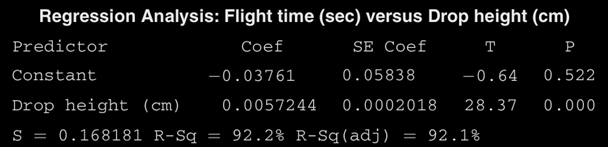 Regression Analysis: Flight time (sec) versus Drop height (cm)
Predictor Coef SE Coef T P
Constant −0.03761 0.05838 −0.64 0.522
Drop height (cm) 0.0057244 0.0002018 28.37 0.000
S = 0.168181 R-Sq = 92.2% R-Sq(adj) = 92.1%